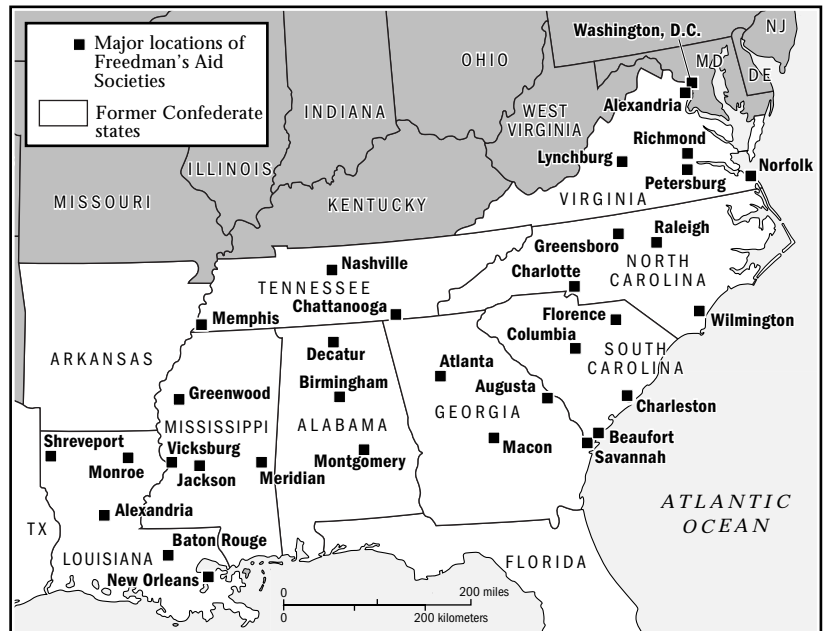 Major locations of
Freedman's Aid
Societies
Former Confederate
states
Washington, D.C.
NJ
OHIO
MD
DE
INDIANA
WEST
VIRGINIA
Alexandria
ILLINOIS
Richmond
Lynchburg
Norfolk
Petersburg
MISSOURI
KENTUCKY
VIRGINIA
Raleigh
Greensboro
NORTH
CAROLINA
Nashville
TENNESSEE
Charlotte
Chattanooga
Florence
Wilmington
Memphis
Columbia
Decatur
SOUTH
CAROLINA
ARKANSAS
Atlanta
Birmingham
Augusta
Greenwood
Charleston
GEORGIA
MISSISSIPPI
ALABAMA
Shreveport
Vicksburg
Beaufort
Macon
Savannah
Monroe
Jackson
Meridian
Montgomery
ATLANTIC
OCEAN
Alexandria
TX
Baton Rouge
LOUISIANA
FLORIDA
New Orleans
0 200 miles
0 200 kilometers